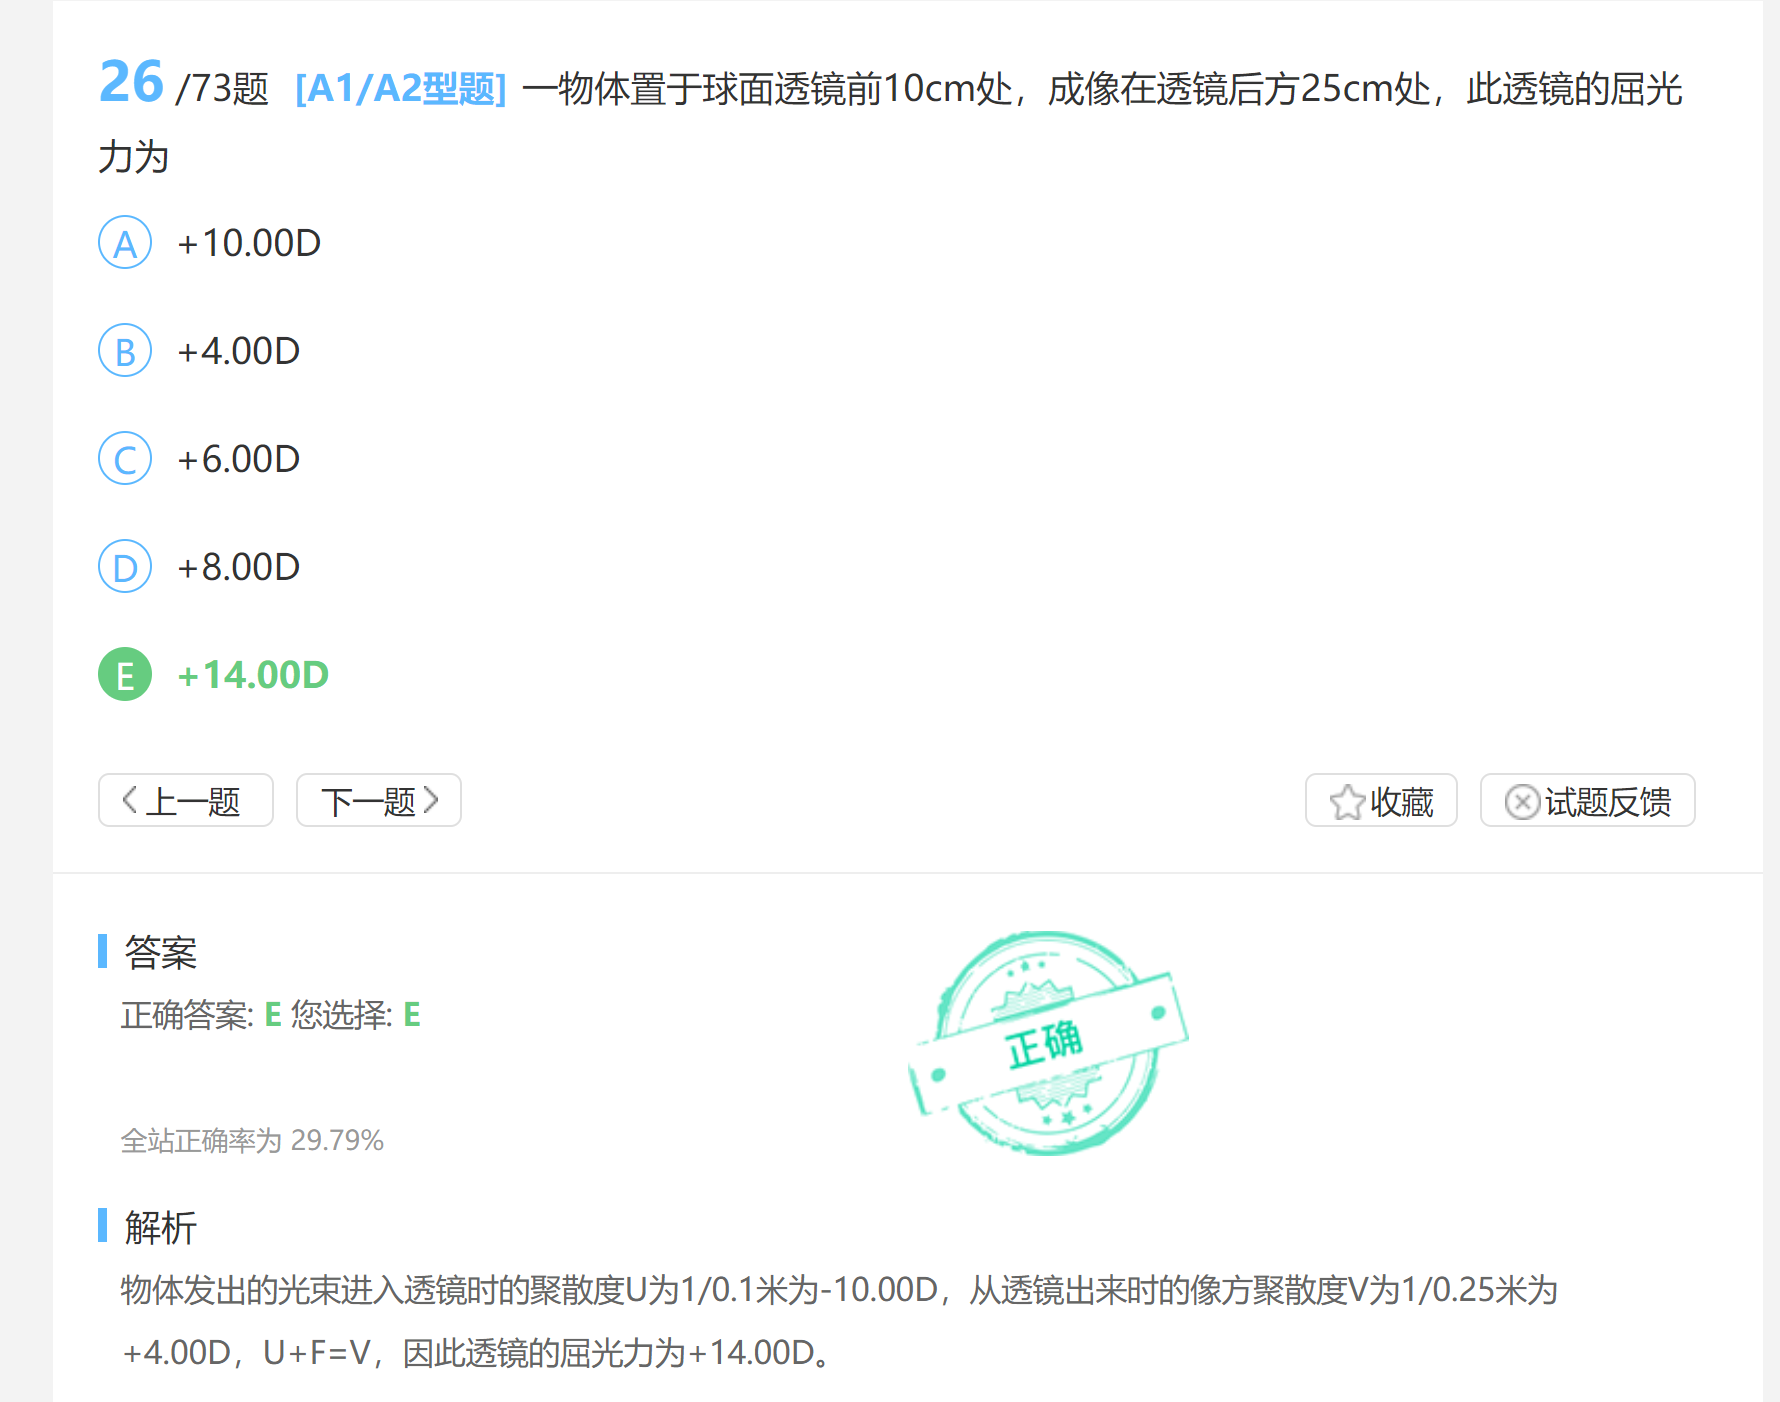 26 /73题 [A1/A2型题] 一物体置于球面透镜前10cm处，成像在透镜后方25cm处，此透镜的屈光
力为
A +10.00D
B +4.00D
C +6.00D
D +8.00D
E +14.00D
上一题 下一题 收藏 试题反馈
答案
正确答案: E 您选择: E
正确
全站正确率为 29.79%
解析
物体发出的光束进入透镜时的聚散度U为1/0.1米为-10.00D，从透镜出来时的像方聚散度V为1/0.25米为
+4.00D，U+F=V，因此透镜的屈光力为+14.00D。